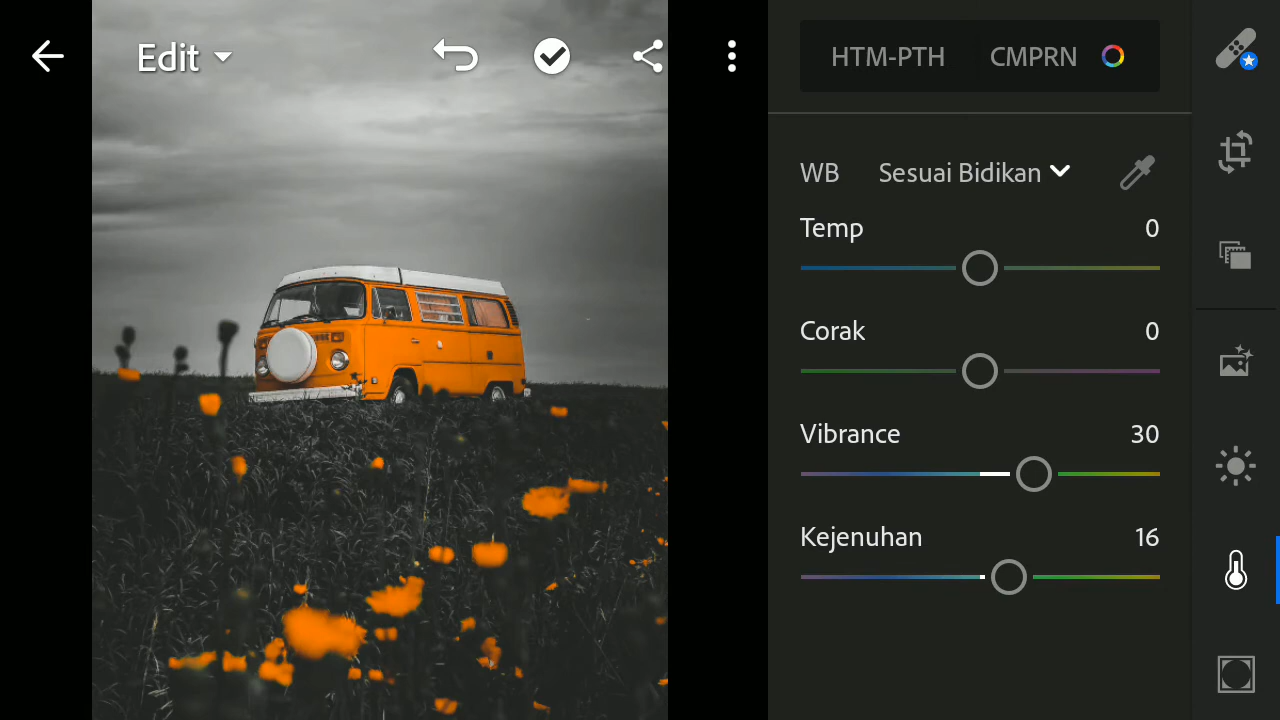 Edit
HTM-PTH CMPRN
WB Sesuai Bidikan
Temp 0
Corak 0
Vibrance 30
Kejenuhan 16